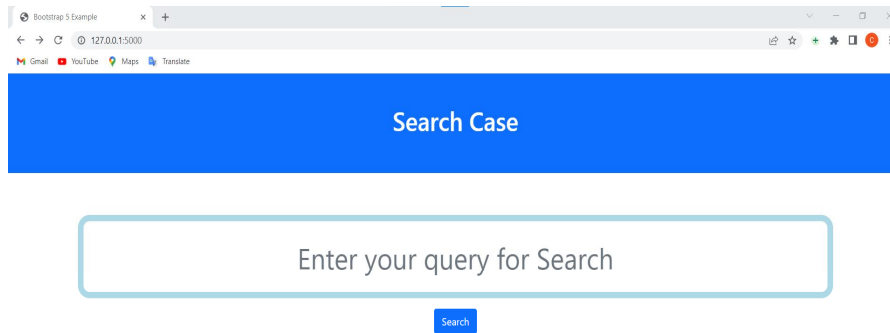 Bootstrap 5 Example
127.0.0.1:5000
Gmail YouTube Maps Translate
Search Case
Enter your query for Search
Search